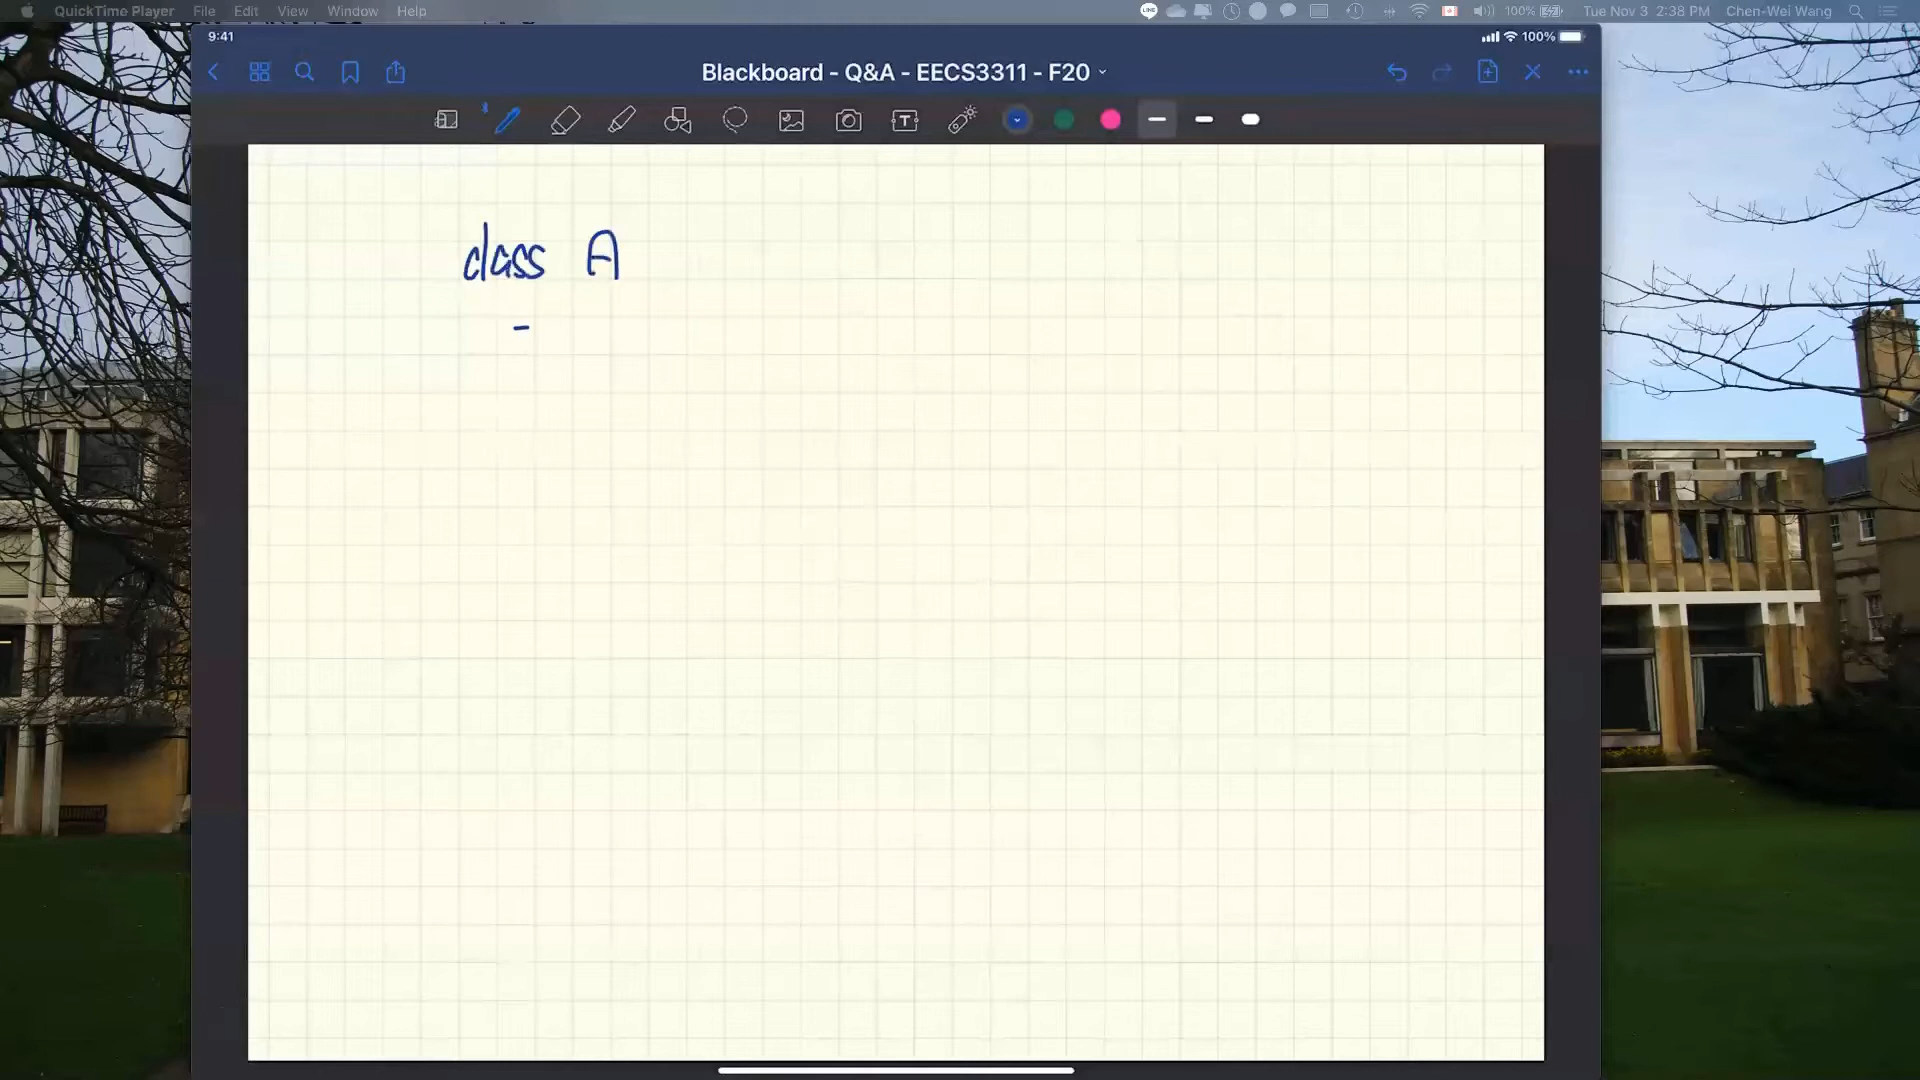 QuickTime Player File Edit View Window Help LINE 100% Tue Nov 3 2:38 PM Chen-Wei Wang
9:41 100%
Blackboard - Q&A - EECS3311 - F20
T
class A
-